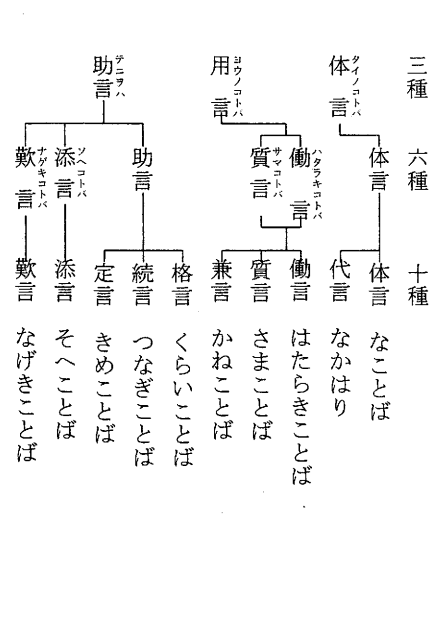 三種
六種
十種
体言
タイノコトバ
体言
体言
なことば
代言
なかはり
用言
ヨウノコトバ
働言
ハタラキコトバ
働言
はたらきことば
質言
サマコトバ
質言
さまことば
兼言
かねことば
助言
テニヲハ
助言
格言
くらいことば
続言
つなぎことば
定言
きめことば
添言
ソヘコトバ
添言
そへことば
歎言
ナゲキコトバ
歎言
なげきことば